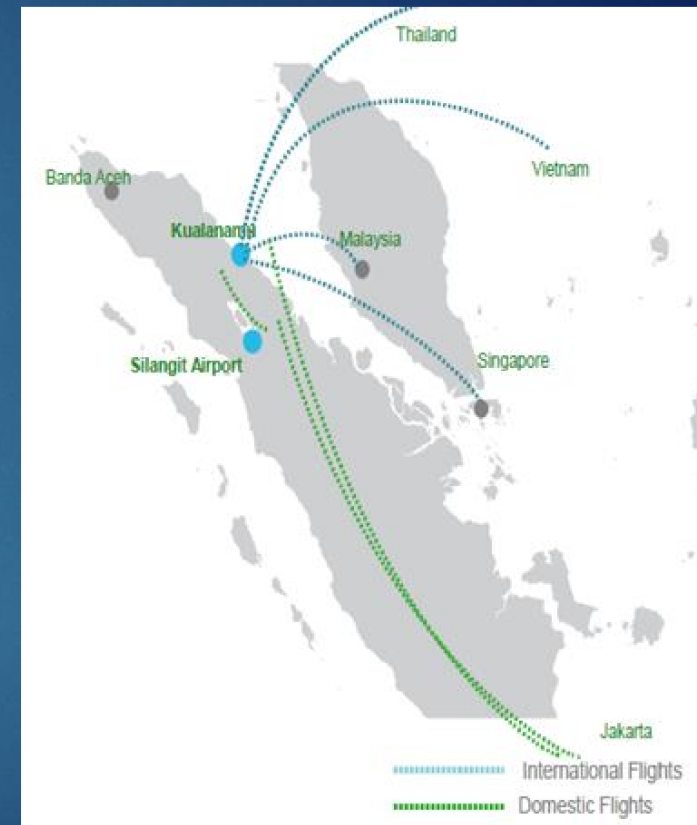 Thailand
Vietnam
Banda Aceh
Kualanamu
Malaysia
Silangit Airport
Singapore
Jakarta
International Flights
Domestic Flights